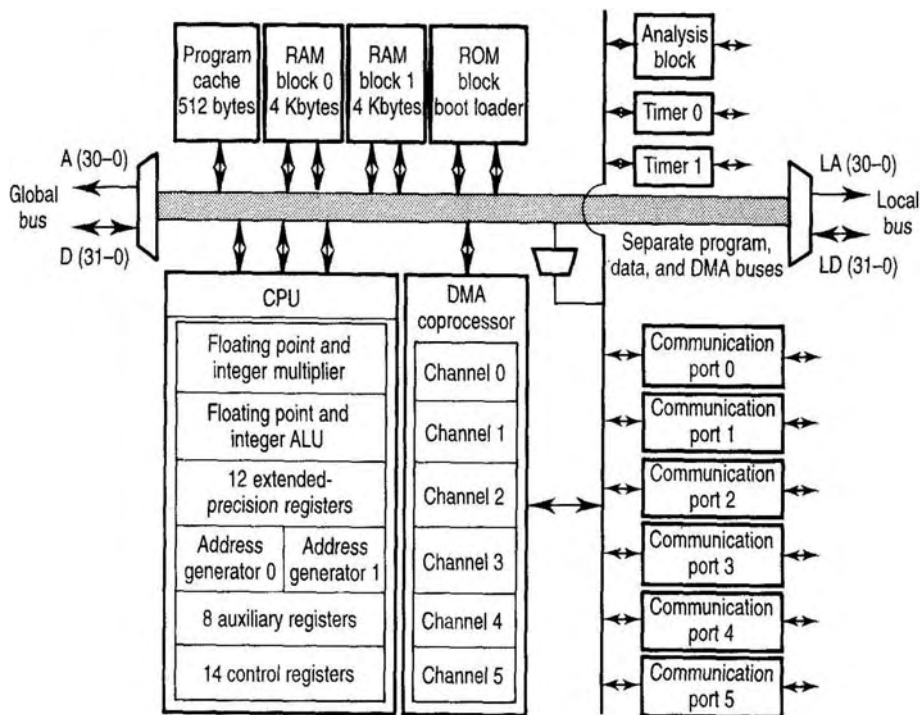 Program
cache
512 bytes
RAM
block 0
4 Kbytes
RAM
block 1
4 Kbytes
ROM
block
boot loader
Analysis
block
Timer 0
Timer 1
A (30–0)
Global
bus
D (31–0)
LA (30–0)
Local
bus
LD (31–0)
Separate program,
data, and DMA buses
CPU
Floating point and
integer multiplier
Floating point and
integer ALU
12 extended-
precision registers
Address
generator 0
Address
generator 1
8 auxiliary registers
14 control registers
DMA
coprocessor
Channel 0
Channel 1
Channel 2
Channel 3
Channel 4
Channel 5
Communication
port 0
Communication
port 1
Communication
port 2
Communication
port 3
Communication
port 4
Communication
port 5